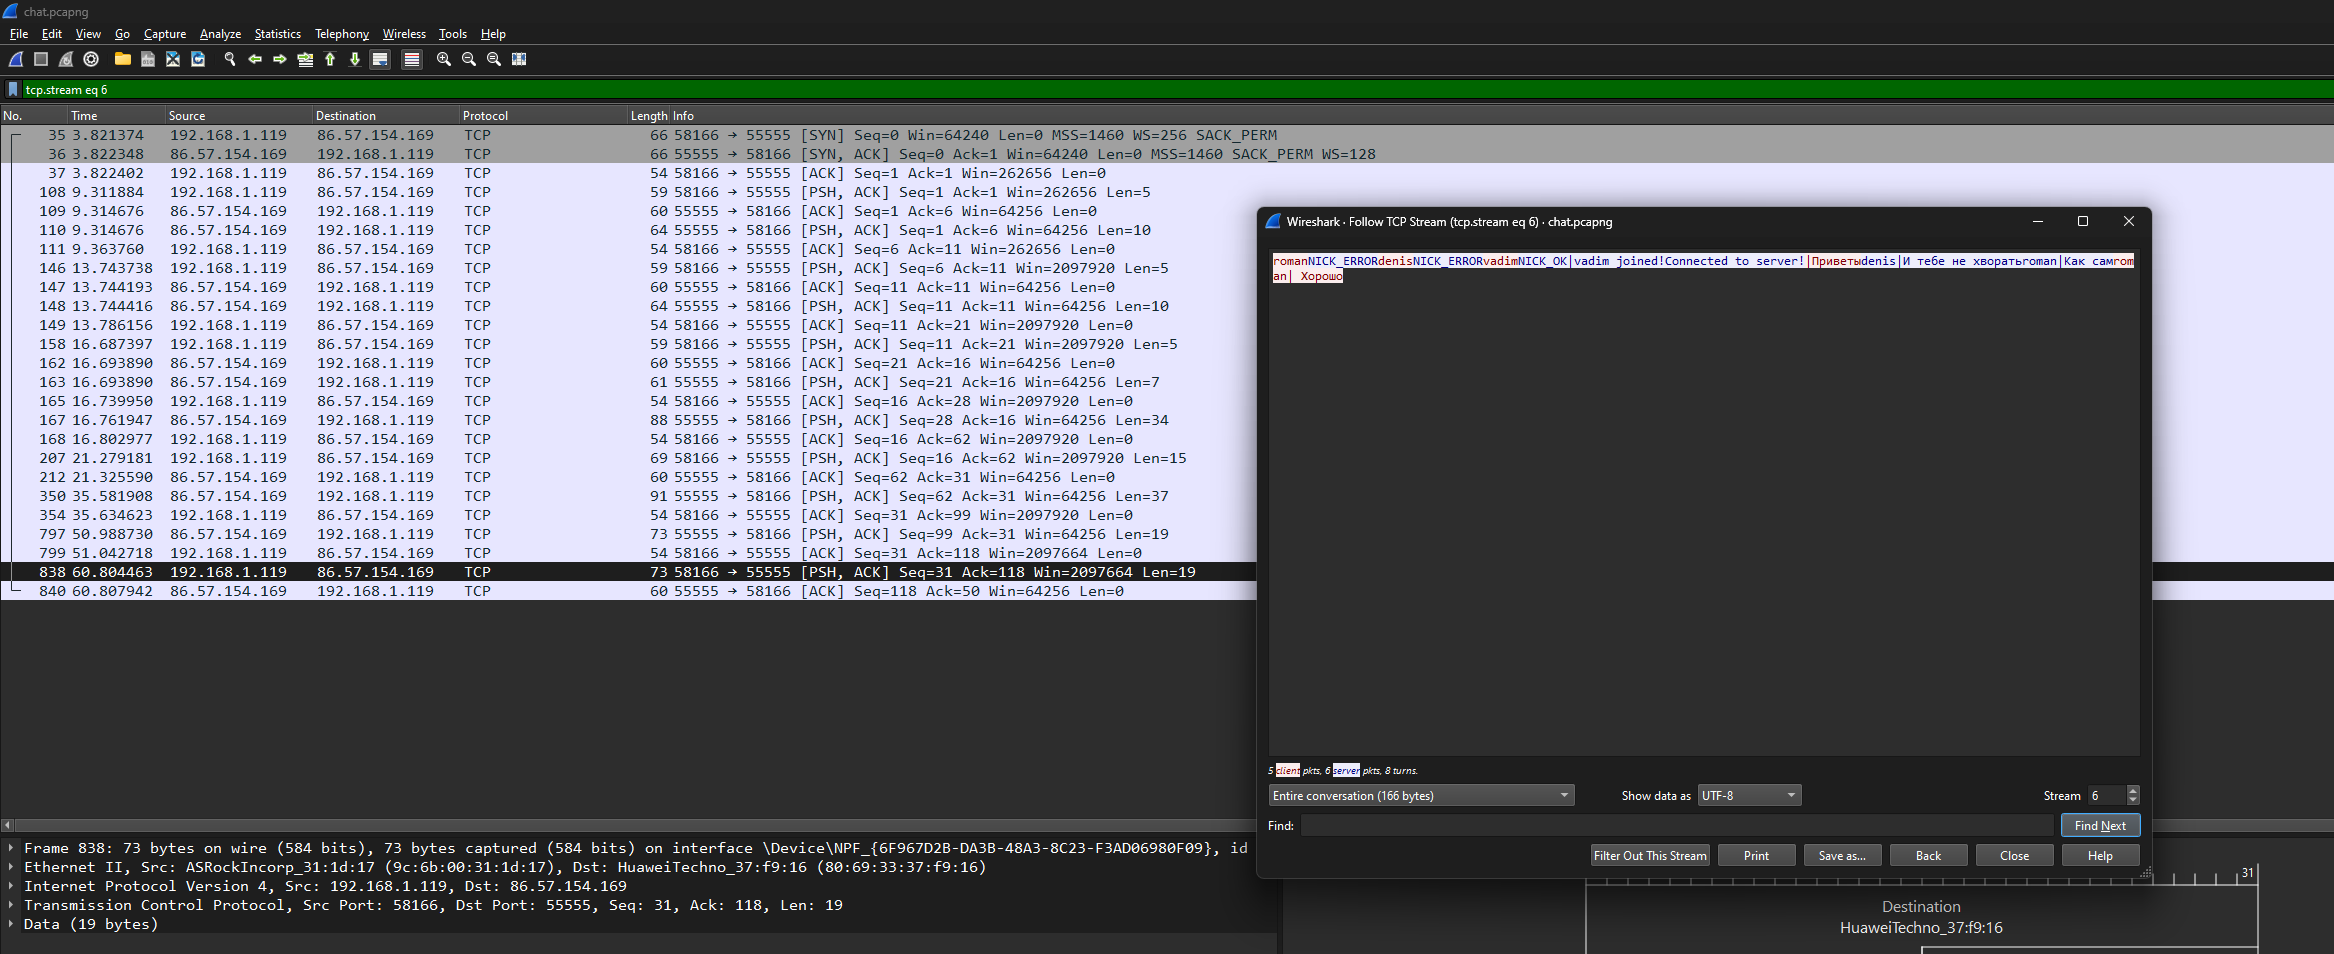 chat.pcapng
File Edit View Go Capture Analyze Statistics Telephony Wireless Tools Help
tcp.stream eq 6
No. Time Source Destination Protocol Length Info
35 3.821374 192.168.1.119 86.57.154.169 TCP 66 58166 → 55555 [SYN] Seq=0 Win=64240 Len=0 MSS=1460 WS=256 SACK_PERM
36 3.822348 86.57.154.169 192.168.1.119 TCP 66 55555 → 58166 [SYN, ACK] Seq=0 Ack=1 Win=64240 Len=0 MSS=1460 SACK_PERM WS=128
37 3.822402 192.168.1.119 86.57.154.169 TCP 54 58166 → 55555 [ACK] Seq=1 Ack=1 Win=262656 Len=0
108 9.311884 192.168.1.119 86.57.154.169 TCP 59 58166 → 55555 [PSH, ACK] Seq=1 Ack=1 Win=262656 Len=5
109 9.314676 86.57.154.169 192.168.1.119 TCP 60 55555 → 58166 [ACK] Seq=1 Ack=6 Win=64256 Len=0
110 9.314676 86.57.154.169 192.168.1.119 TCP 64 55555 → 58166 [PSH, ACK] Seq=1 Ack=6 Win=64256 Len=10
111 9.363760 192.168.1.119 86.57.154.169 TCP 54 58166 → 55555 [ACK] Seq=6 Ack=11 Win=262656 Len=0
146 13.743738 192.168.1.119 86.57.154.169 TCP 59 58166 → 55555 [PSH, ACK] Seq=6 Ack=11 Win=2097920 Len=5
147 13.744193 86.57.154.169 192.168.1.119 TCP 60 55555 → 58166 [ACK] Seq=11 Ack=11 Win=64256 Len=0
148 13.744416 86.57.154.169 192.168.1.119 TCP 64 55555 → 58166 [PSH, ACK] Seq=11 Ack=11 Win=64256 Len=10
149 13.786156 192.168.1.119 86.57.154.169 TCP 54 58166 → 55555 [ACK] Seq=11 Ack=21 Win=2097920 Len=0
158 16.687397 192.168.1.119 86.57.154.169 TCP 59 58166 → 55555 [PSH, ACK] Seq=11 Ack=21 Win=2097920 Len=5
162 16.693890 86.57.154.169 192.168.1.119 TCP 60 55555 → 58166 [ACK] Seq=21 Ack=16 Win=64256 Len=0
163 16.693890 86.57.154.169 192.168.1.119 TCP 61 55555 → 58166 [PSH, ACK] Seq=21 Ack=16 Win=64256 Len=7
165 16.739950 192.168.1.119 86.57.154.169 TCP 54 58166 → 55555 [ACK] Seq=16 Ack=28 Win=2097920 Len=0
167 16.761947 86.57.154.169 192.168.1.119 TCP 88 55555 → 58166 [PSH, ACK] Seq=28 Ack=16 Win=64256 Len=34
168 16.802977 192.168.1.119 86.57.154.169 TCP 54 58166 → 55555 [ACK] Seq=16 Ack=62 Win=2097920 Len=0
207 21.279181 192.168.1.119 86.57.154.169 TCP 69 58166 → 55555 [PSH, ACK] Seq=16 Ack=62 Win=2097920 Len=15
212 21.325590 86.57.154.169 192.168.1.119 TCP 60 55555 → 58166 [ACK] Seq=62 Ack=31 Win=64256 Len=0
350 35.581908 86.57.154.169 192.168.1.119 TCP 91 55555 → 58166 [PSH, ACK] Seq=62 Ack=31 Win=64256 Len=37
354 35.634623 192.168.1.119 86.57.154.169 TCP 54 58166 → 55555 [ACK] Seq=31 Ack=99 Win=2097920 Len=0
797 50.988730 86.57.154.169 192.168.1.119 TCP 73 55555 → 58166 [PSH, ACK] Seq=99 Ack=31 Win=64256 Len=19
799 51.042718 192.168.1.119 86.57.154.169 TCP 54 58166 → 55555 [ACK] Seq=31 Ack=118 Win=2097664 Len=0
838 60.804463 192.168.1.119 86.57.154.169 TCP 73 58166 → 55555 [PSH, ACK] Seq=31 Ack=118 Win=2097664 Len=19
840 60.807942 86.57.154.169 192.168.1.119 TCP 60 55555 → 58166 [ACK] Seq=118 Ack=50 Win=64256 Len=0
Wireshark · Follow TCP Stream (tcp.stream eq 6) · chat.pcapng
romanNICK_ERRORdenisNICK_ERRORvadimNICK_OK|vadim joined!Connected to server!|Приветыdenis|И тебе не хворатьroman|Как самrom
an| Хорошо
5 client pkts, 6 server pkts, 8 turns.
Entire conversation (166 bytes) Show data as UTF-8 Stream 6
Find: Find Next
Filter Out This Stream Print Save as... Back Close Help
Frame 838: 73 bytes on wire (584 bits), 73 bytes captured (584 bits) on interface \Device\NPF_{6F967D2B-DA3B-48A3-8C23-F3AD06980F09}, id
Ethernet II, Src: ASRockIncorp_31:1d:17 (9c:6b:00:31:1d:17), Dst: HuaweiTechno_37:f9:16 (80:69:33:37:f9:16)
Internet Protocol Version 4, Src: 192.168.1.119, Dst: 86.57.154.169
Transmission Control Protocol, Src Port: 58166, Dst Port: 55555, Seq: 31, Ack: 118, Len: 19
Data (19 bytes)
31
Destination
HuaweiTechno_37:f9:16